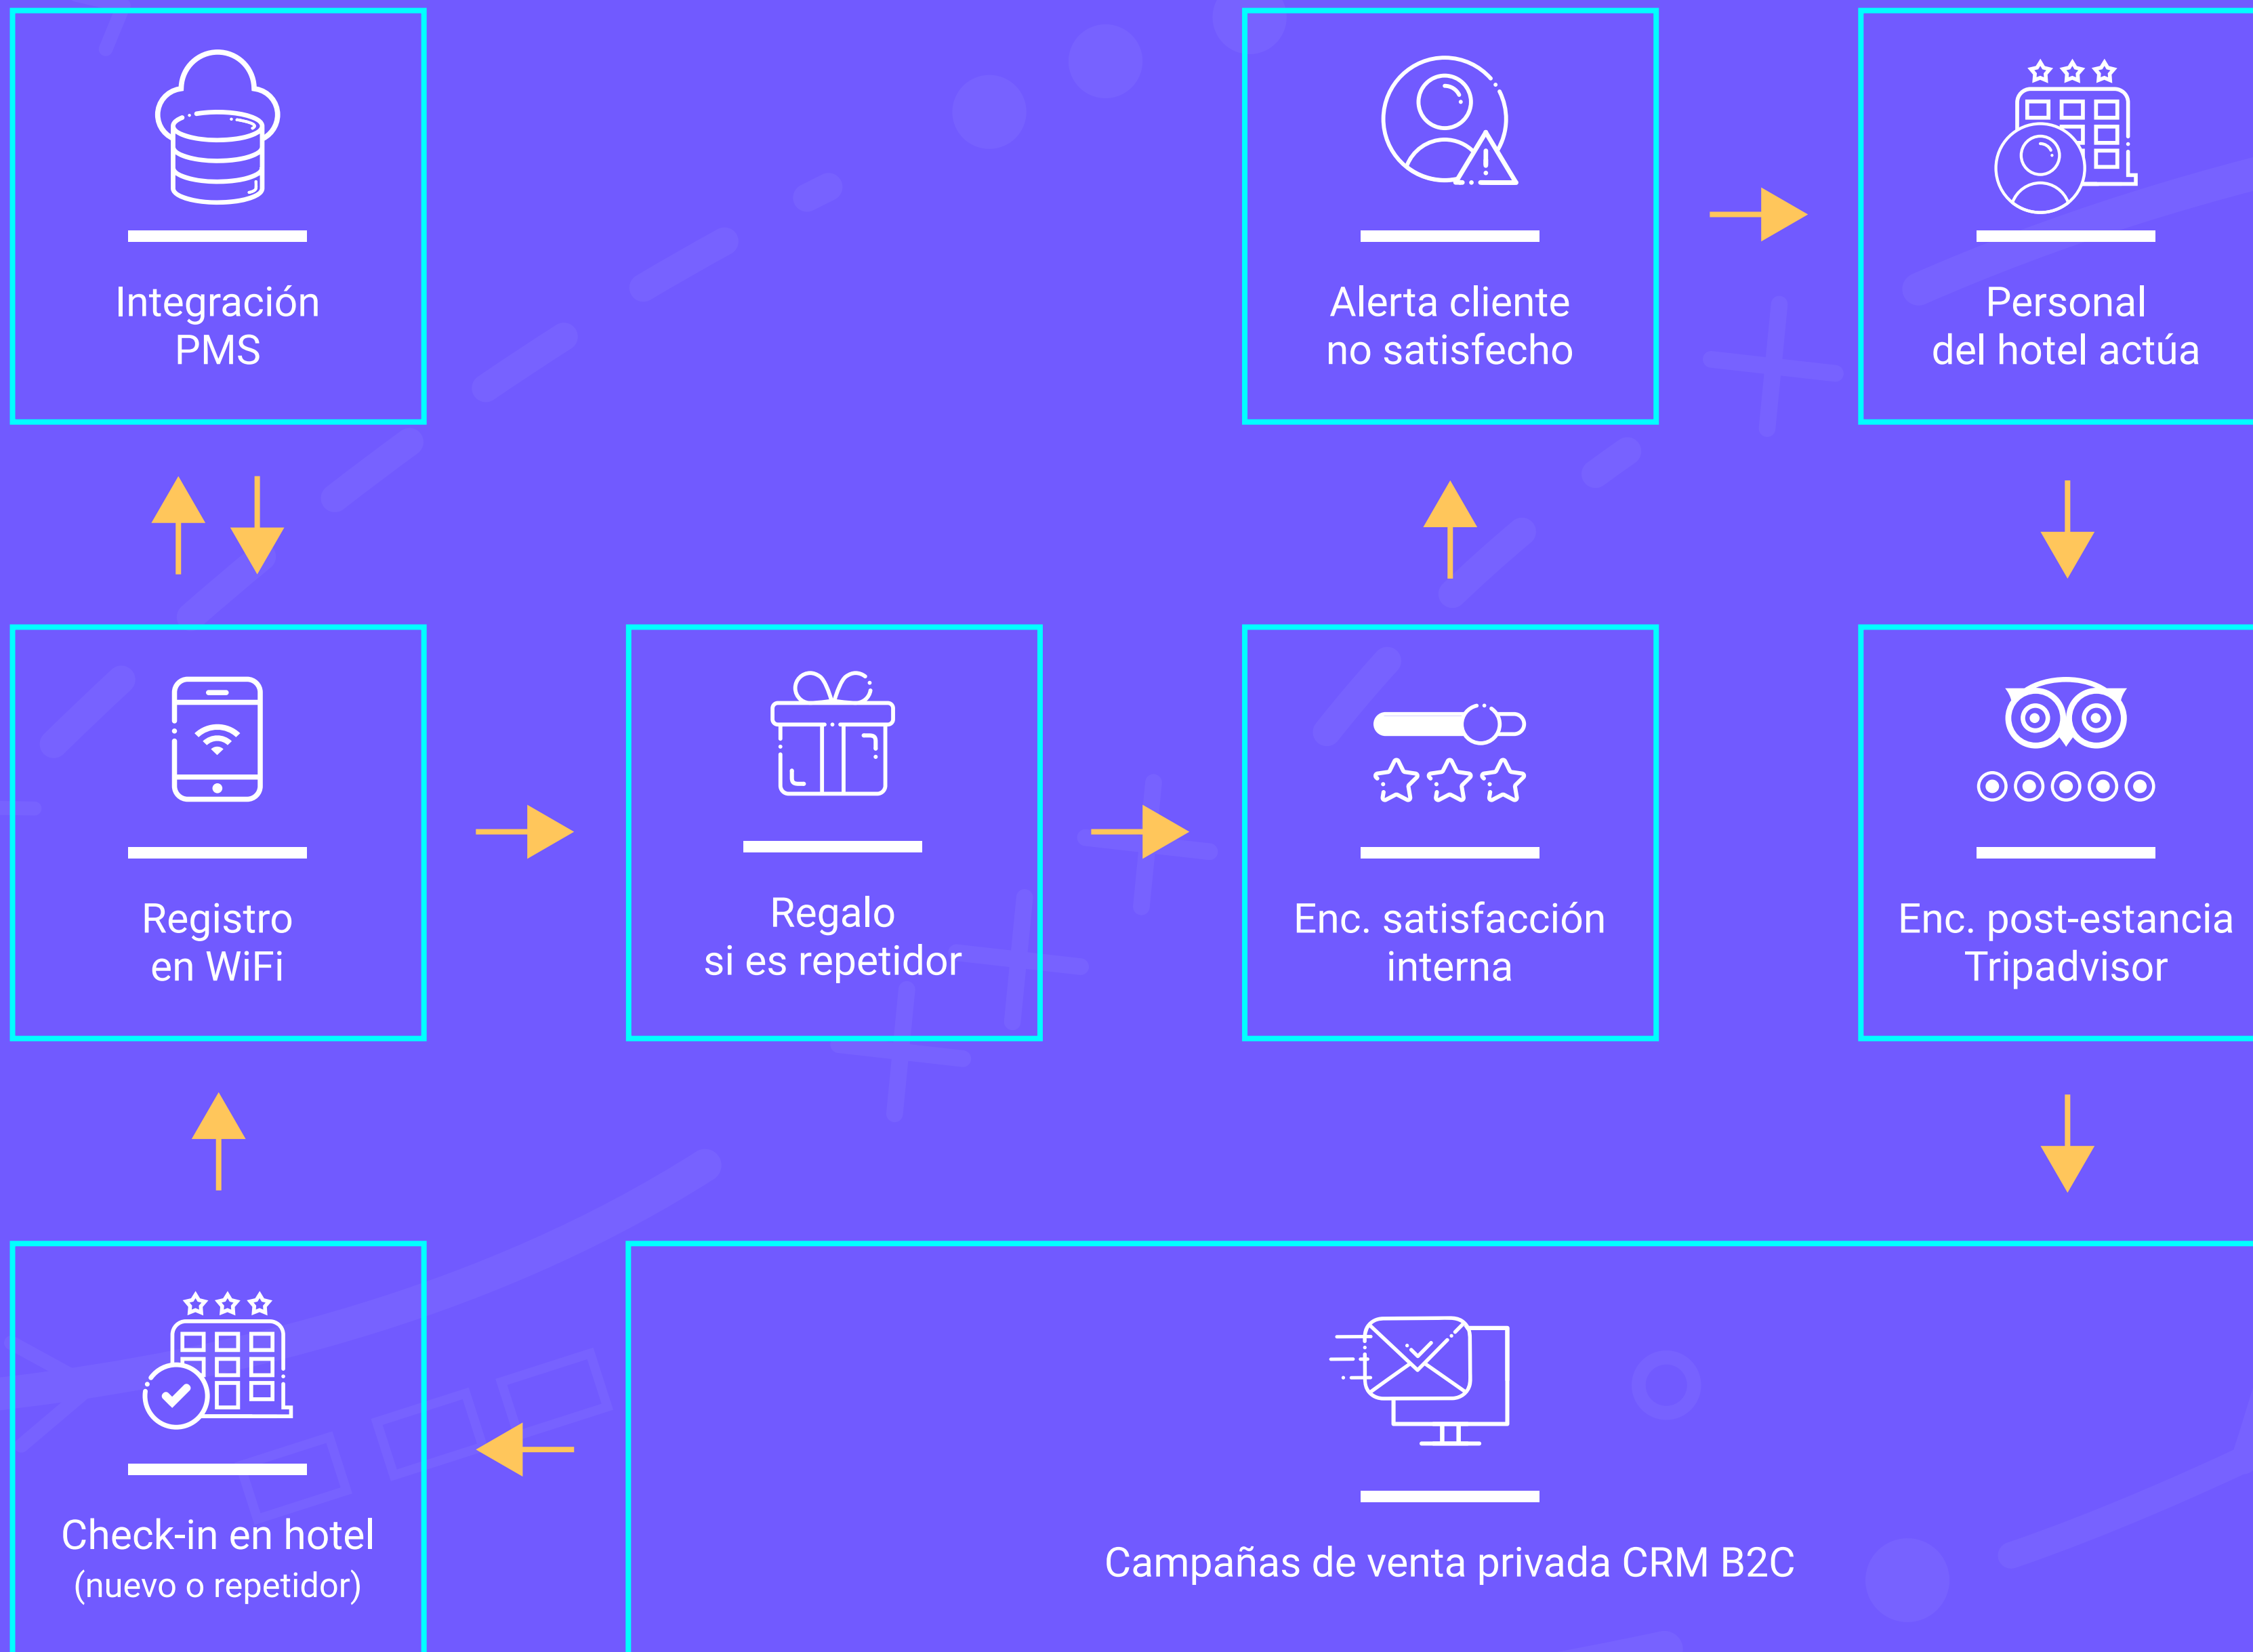 Integración
PMS
Alerta cliente
no satisfecho
Personal
del hotel actúa
Registro
en WiFi
Regalo
si es repetidor
Enc. satisfacción
interna
Enc. post-estancia
Tripadvisor
Check-in en hotel
(nuevo o repetidor)
Campañas de venta privada CRM B2C